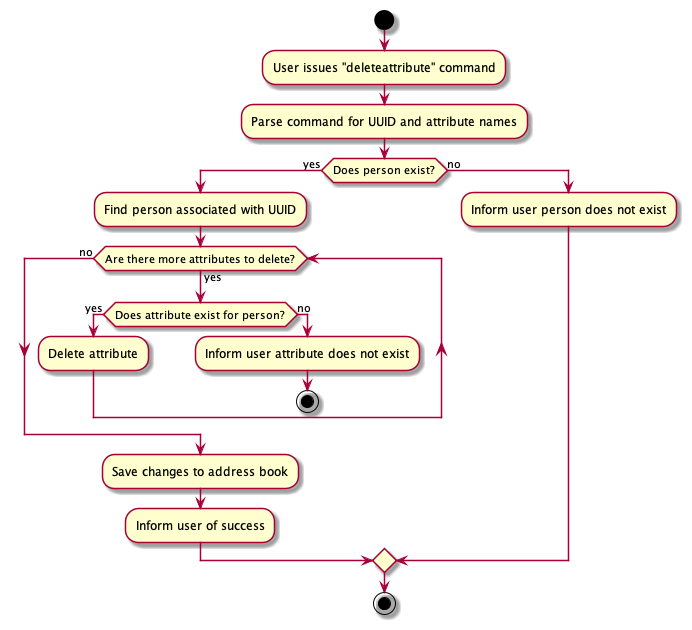 User issues "deleteattribute" command
Parse command for UUID and attribute names
yes
Does person exist?
no
Find person associated with UUID
Inform user person does not exist
no
Are there more attributes to delete?
yes
yes
Does attribute exist for person?
no
Delete attribute
Inform user attribute does not exist
Save changes to address book
Inform user of success